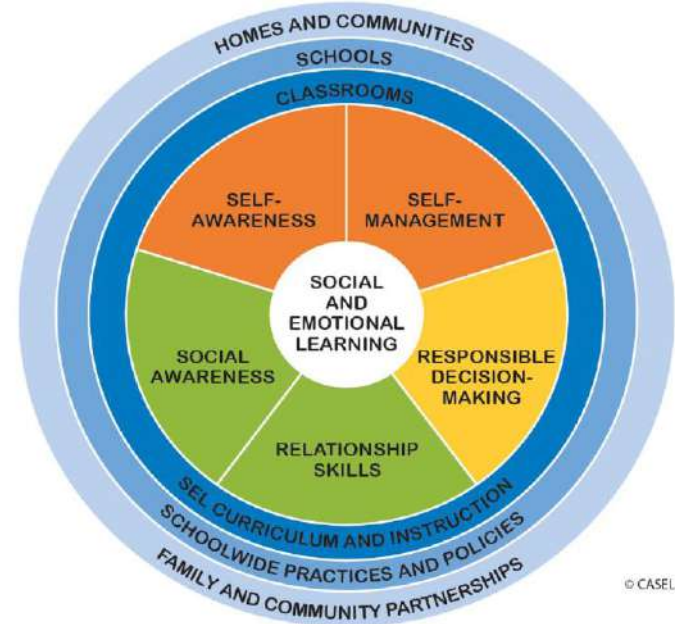 HOMES AND COMMUNITIES
SCHOOLS
CLASSROOMS
SELF-
AWARENESS
SELF-
MANAGEMENT
SOCIAL
AND
EMOTIONAL
LEARNING
SOCIAL
AWARENESS
RESPONSIBLE
DECISION-
MAKING
RELATIONSHIP
SKILLS
SEL CURRICULUM AND INSTRUCTION
SCHOOLWIDE PRACTICES AND POLICIES
FAMILY AND COMMUNITY PARTNERSHIPS
© CASEL